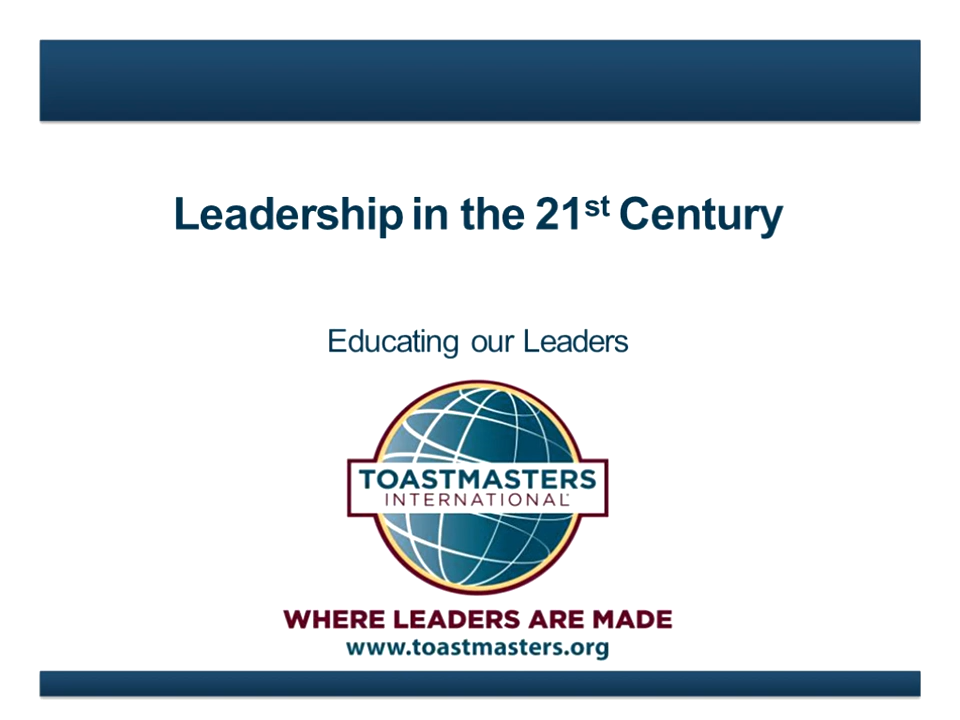 Leadership in the 21st Century
Educating our Leaders
TOASTMASTERS
INTERNATIONAL
WHERE LEADERS ARE MADE
www.toastmasters.org